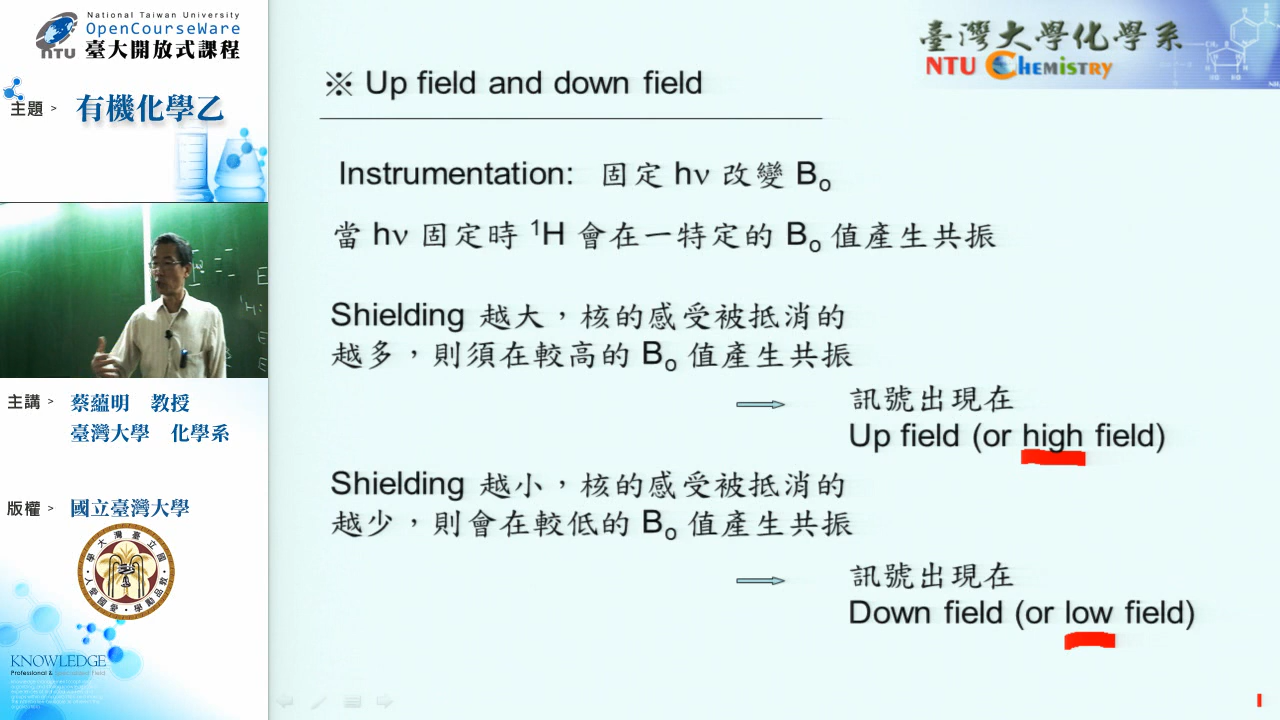 National Taiwan University
OpenCourseWare
NTU 臺大開放式課程
主題 > 有機化學乙
主講 > 蔡蘊明 教授
臺灣大學 化學系
版權 > 國立臺灣大學
KNOWLEDGE
Professional &
臺灣大學化學系
NTU Chemistry
※ Up field and down field
Instrumentation: 固定 hν 改變 Bo
當 hν 固定時 ¹H 會在一特定的 Bo 值產生共振
Shielding 越大，核的感受被抵消的
越多，則須在較高的 Bo 值產生共振
訊號出現在
Up field (or high field)
Shielding 越小，核的感受被抵消的
越少，則會在較低的 Bo 值產生共振
訊號出現在
Down field (or low field)